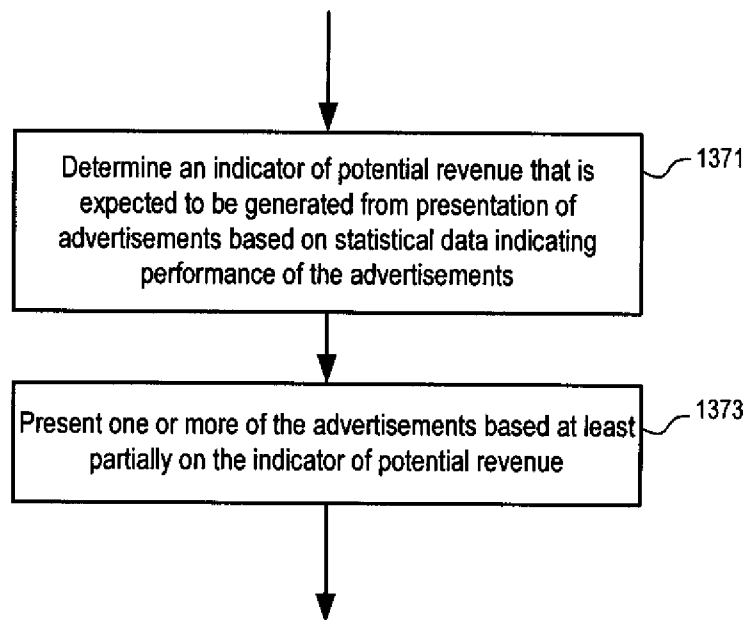 Determine an indicator of potential revenue that is
expected to be generated from presentation of
advertisements based on statistical data indicating
performance of the advertisements
1371
Present one or more of the advertisements based at least
partially on the indicator of potential revenue
1373